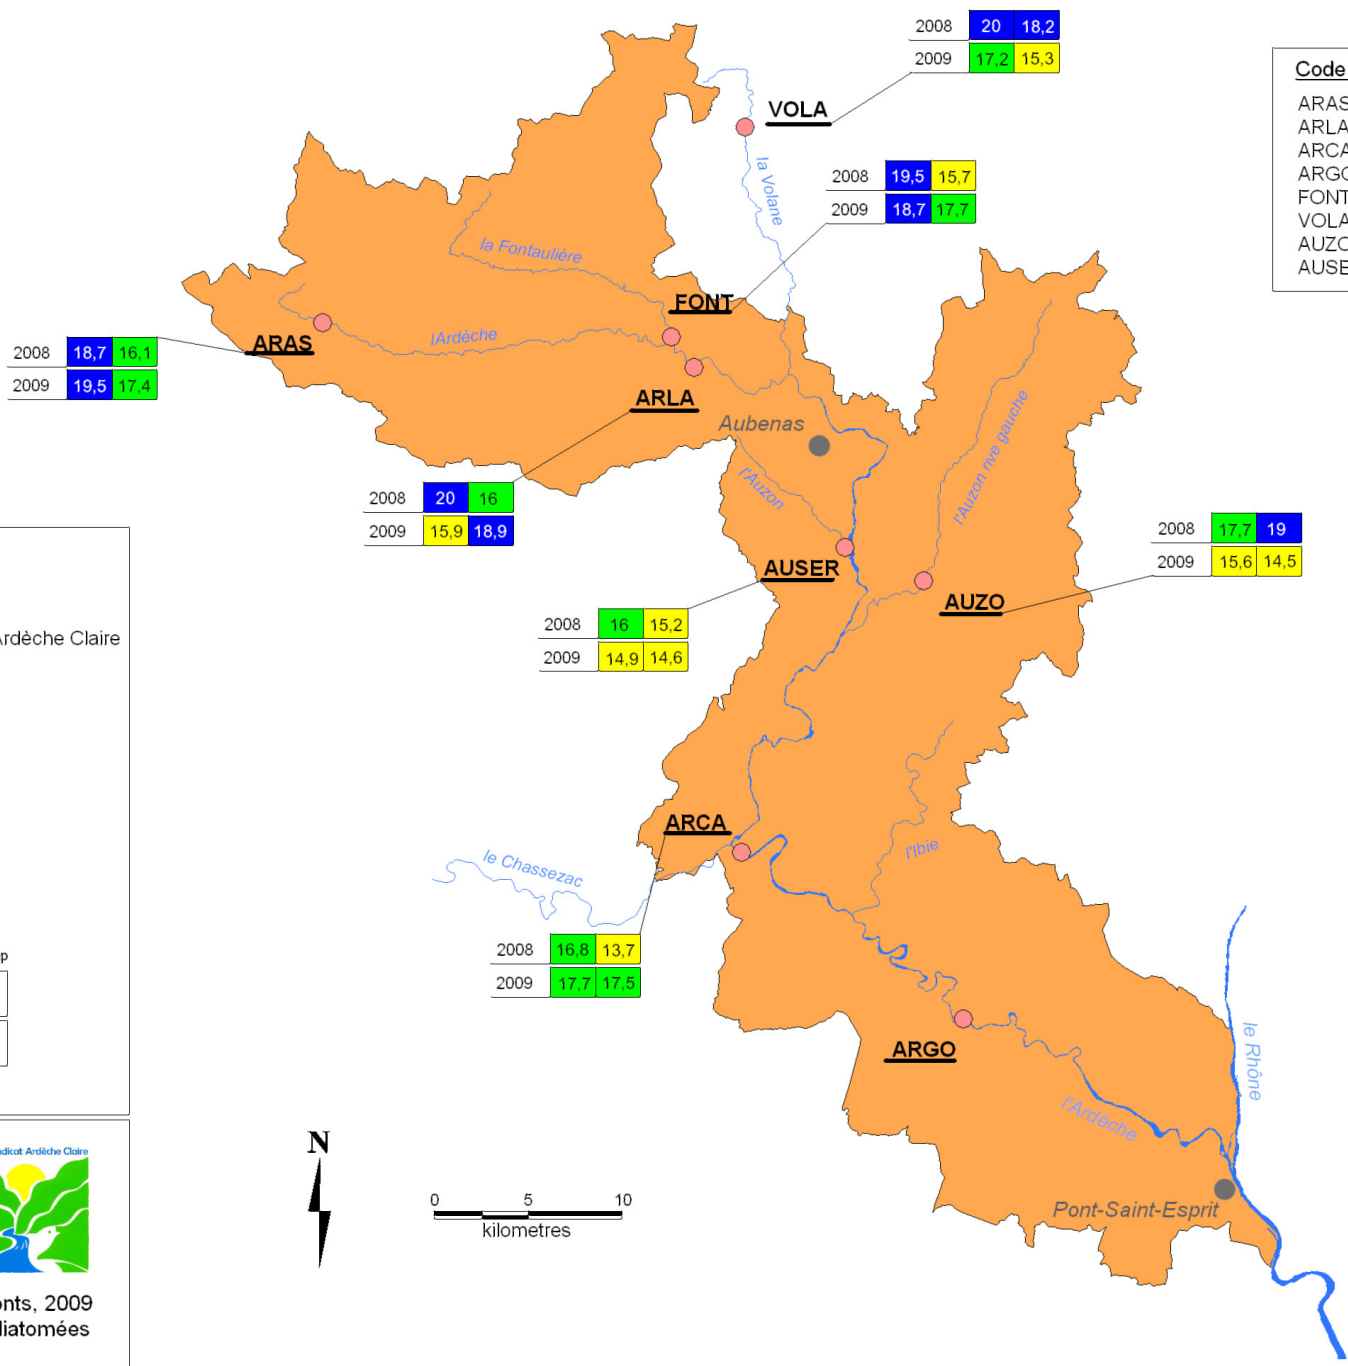 2008 20 18,2
2009 17,2 15,3
VOLA
Code
ARAS
ARLA
ARCA
ARGO
FONT
VOLA
AUZO
AUSE
la Volane
2008 19,5 15,7
2009 18,7 17,7
la Fontaulière
FONT
lArdèche
ARAS
2008 18,7 16,1
2009 19,5 17,4
ARLA
Aubenas
l'Auzon
l'Auzon rive gauche
2008 20 16
2009 15,9 18,9
2008 17,7 19
2009 15,6 14,5
AUSER
AUZO
2008 16 15,2
2009 14,9 14,6
Ardèche Claire
ARCA
le Chassezac
l'Ibie
2008 16,8 13,7
2009 17,7 17,5
ARGO
le Rhône
l'Ardèche
Pont-Saint-Esprit
N
0 5 10
kilometres
ndicat Ardèche Claire
onts, 2009
diatomées